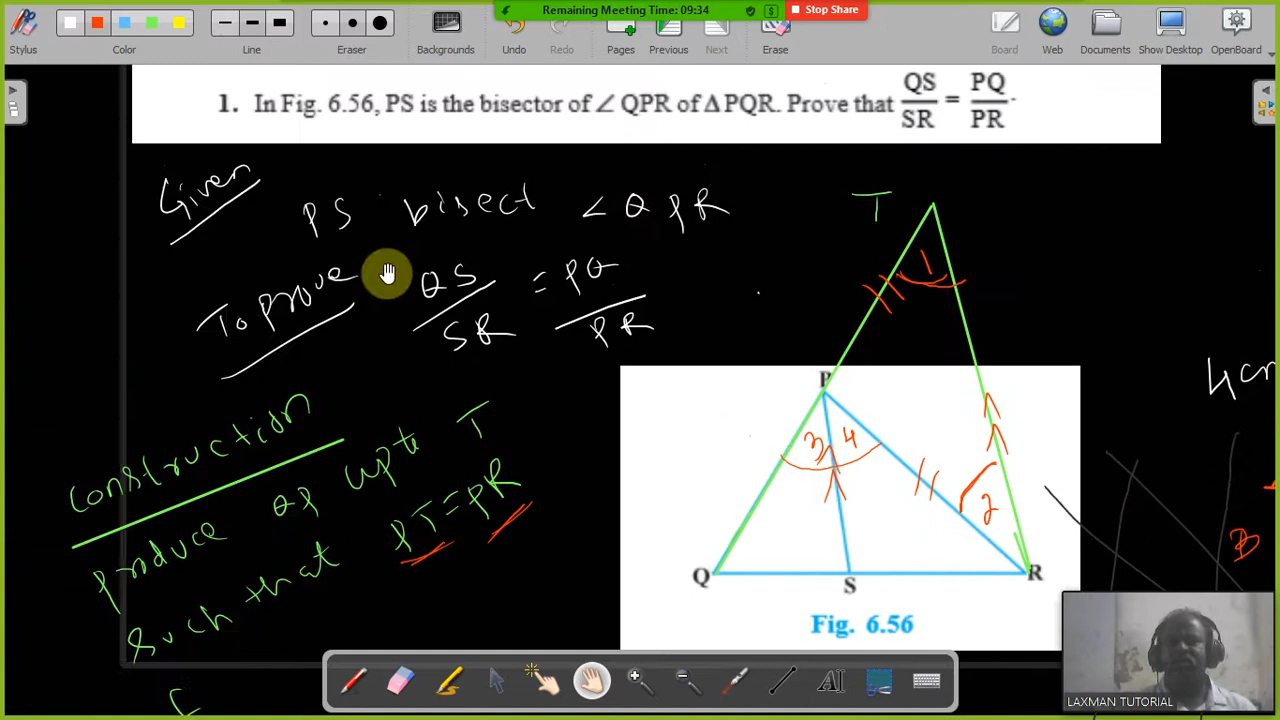 Remaining Meeting Time: 09:34
Stop Share
Stylus
Color
Line
Eraser
Backgrounds
Undo
Redo
Pages
Previous
Next
Erase
Board
Web
Documents
Show Desktop
OpenBoard
1. In Fig. 6.56, PS is the bisector of ∠ QPR of Δ PQR. Prove that QS/SR = PQ/PR.
Given
PS bisect ∠ QPR
To prove QS/SR = PQ/PR
Construction
produce QP upto T
such that PT = PR
T
1
P
3 4
2
Q
S
R
Fig. 6.56
4cm
B
LAXMAN TUTORIAL